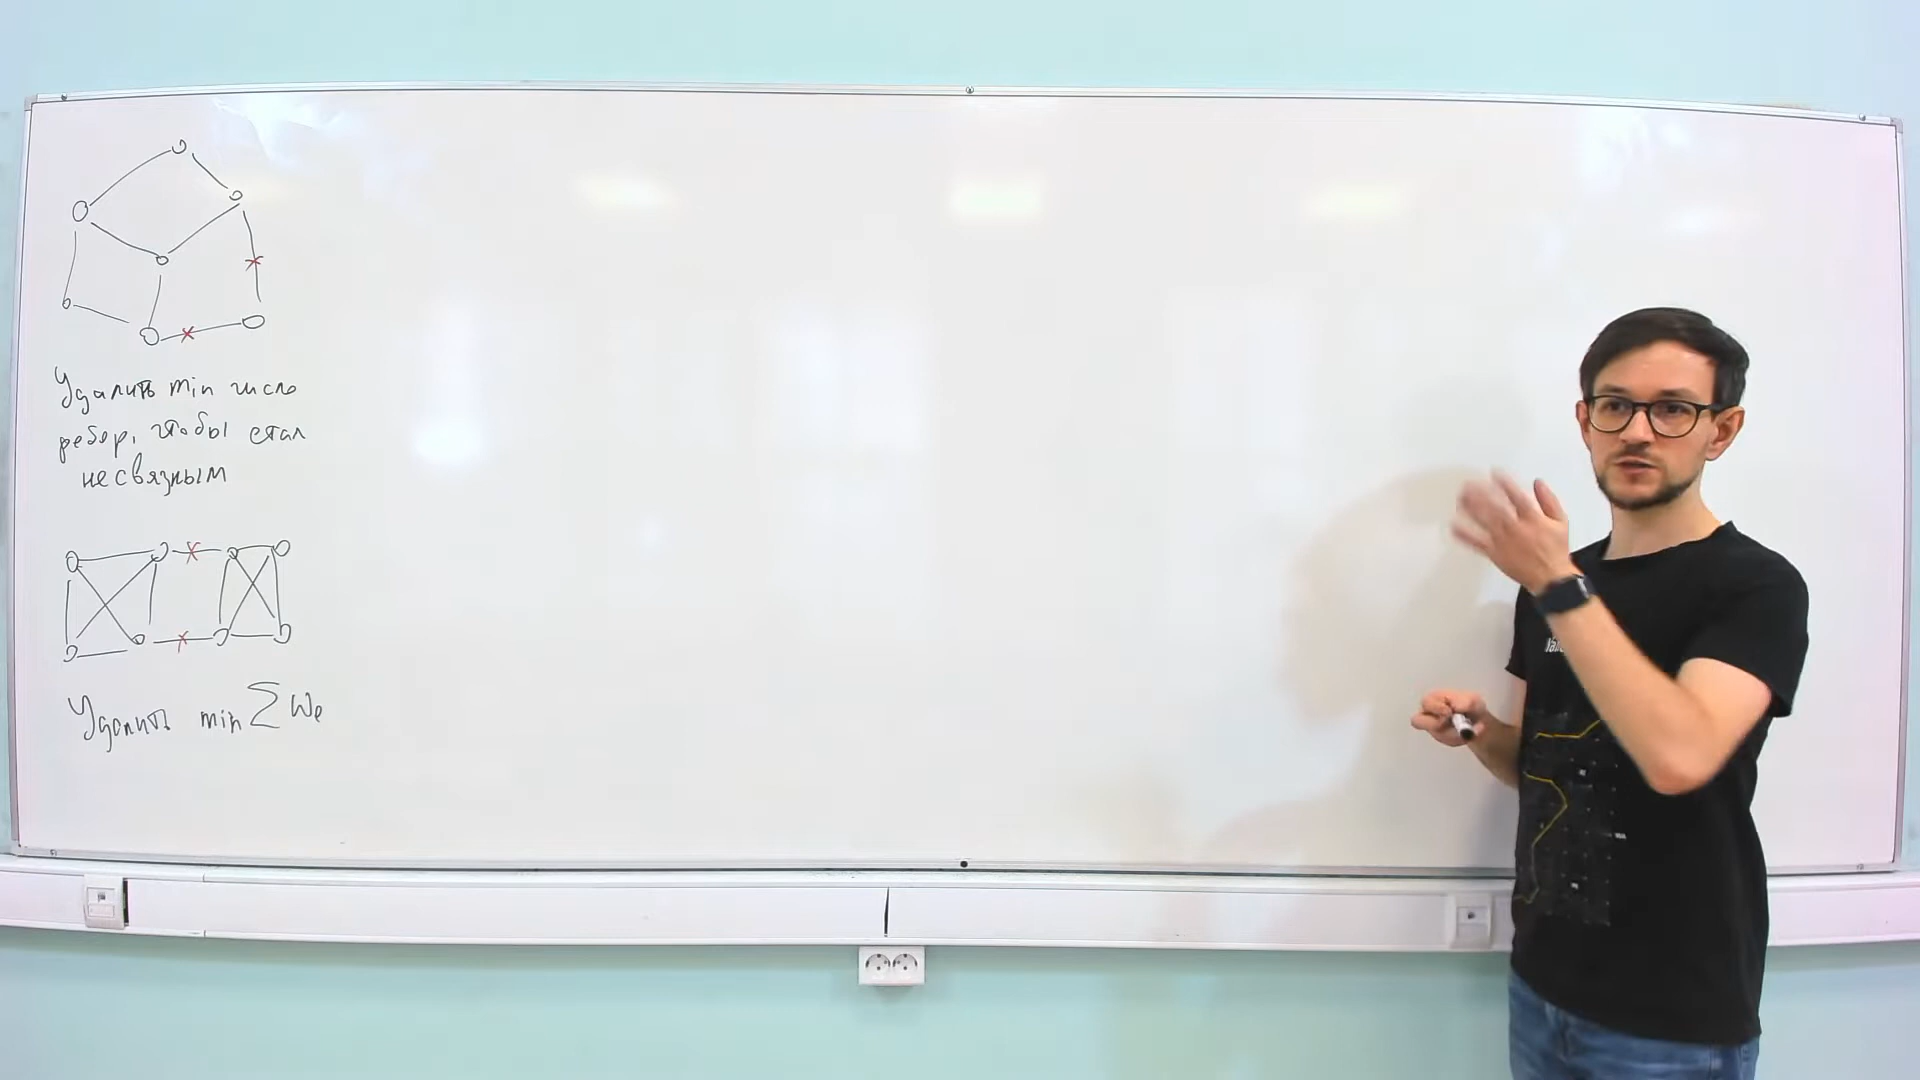 Удалить min число
ребер, чтобы стал
несвязным
Удалить min ∑ wₑ